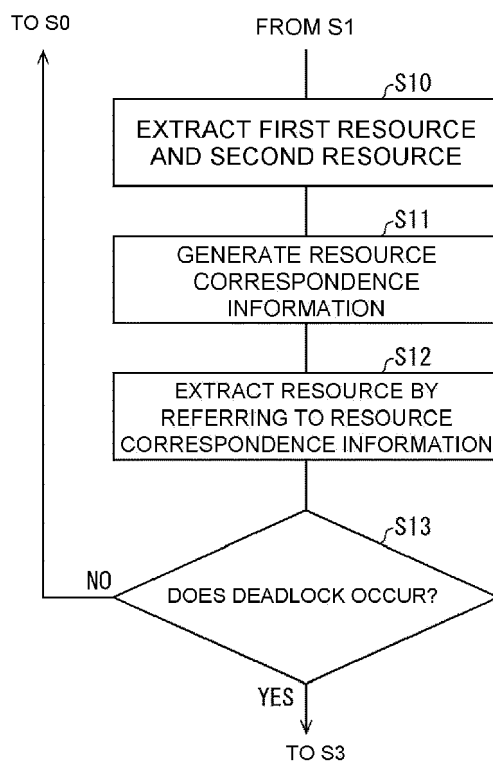 TO S0
FROM S1
S10
EXTRACT FIRST RESOURCE
AND SECOND RESOURCE
S11
GENERATE RESOURCE
CORRESPONDENCE
INFORMATION
S12
EXTRACT RESOURCE BY
REFERRING TO RESOURCE
CORRESPONDENCE INFORMATION
S13
DOES DEADLOCK OCCUR?
NO
YES
TO S3